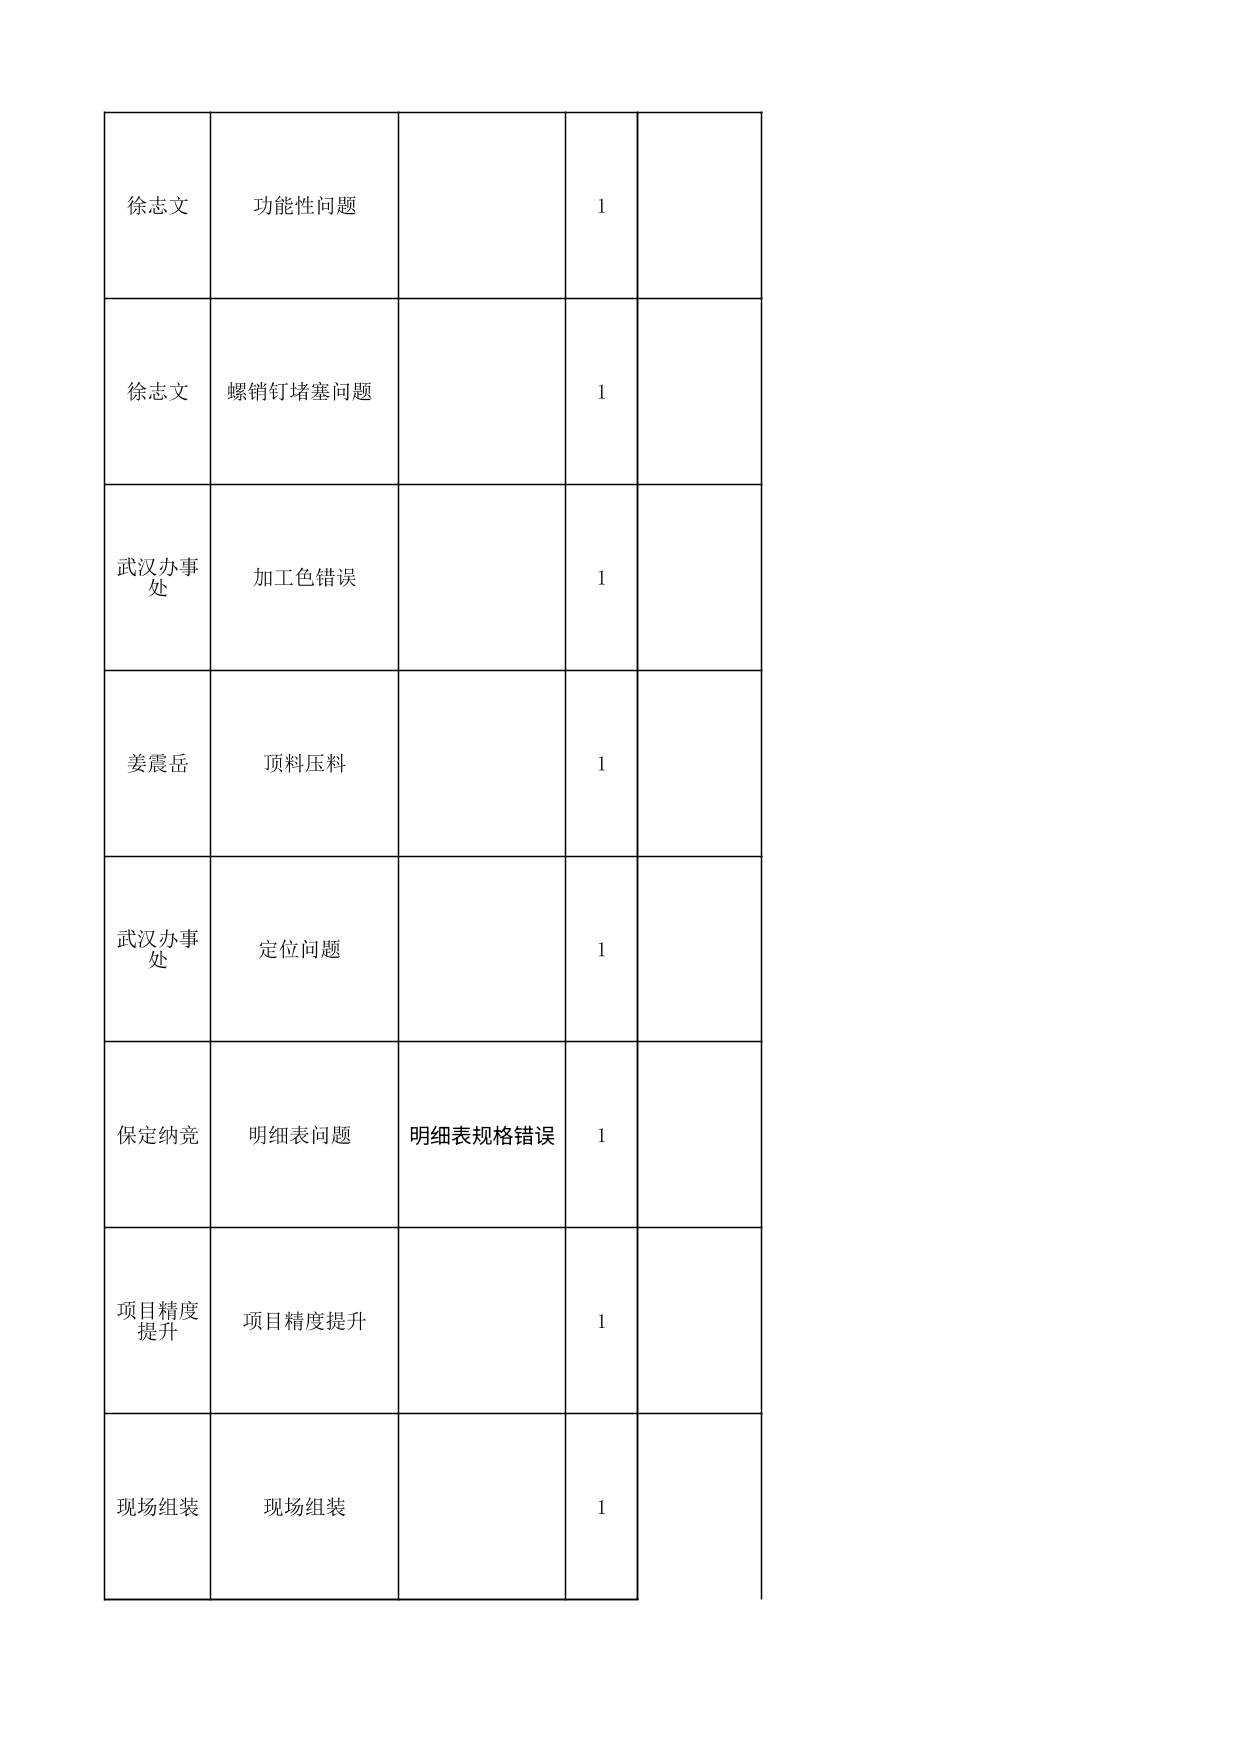 徐志文 功能性问题 1
徐志文 螺销钉堵塞问题 1
武汉办事
处 加工色错误 1
姜震岳 顶料压料 1
武汉办事
处 定位问题 1
保定纳竞 明细表问题 明细表规格错误 1
项目精度
提升 项目精度提升 1
现场组装 现场组装 1